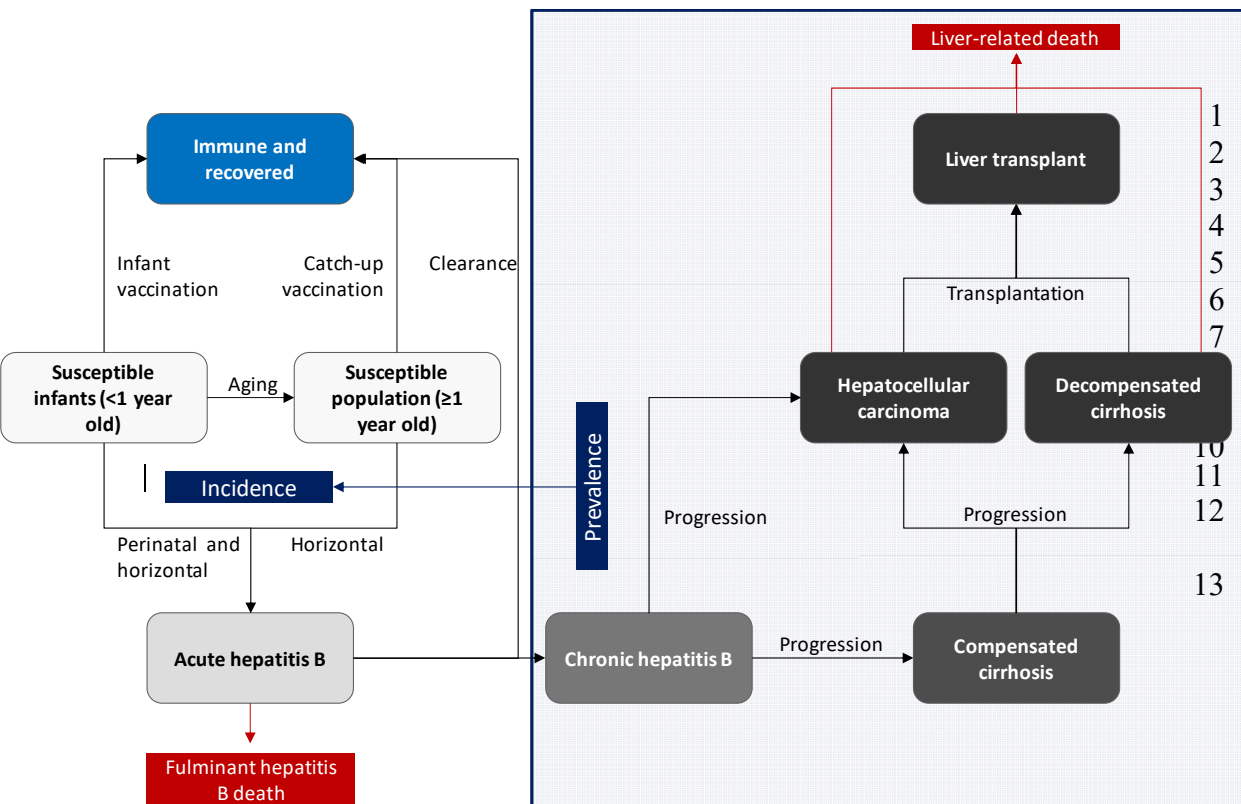 Liver-related death
Immune and
recovered
Liver transplant
1
2
3
4
5
6
7
Infant
vaccination
Catch-up
vaccination
Clearance
Transplantation
Susceptible
infants (<1 year
old)
Aging
Susceptible
population (≥1
year old)
Hepatocellular
carcinoma
Decompensated
cirrhosis
10
11
12
13
Incidence
Prevalence
Progression
Progression
Perinatal and
horizontal
Horizontal
Acute hepatitis B
Chronic hepatitis B
Progression
Compensated
cirrhosis
Fulminant hepatitis
B death